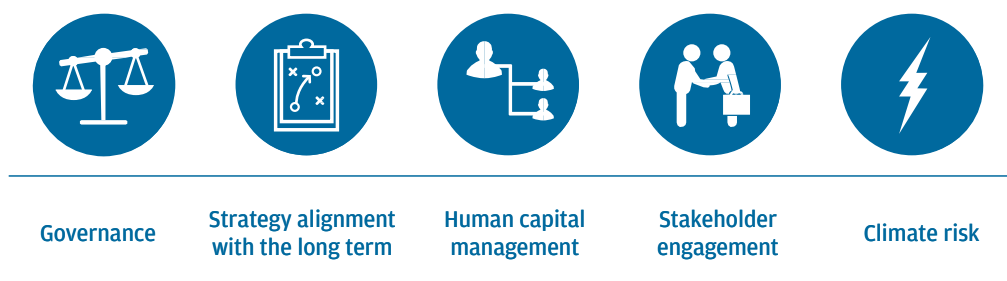 Governance
Strategy alignment
with the long term
Human capital
management
Stakeholder
engagement
Climate risk